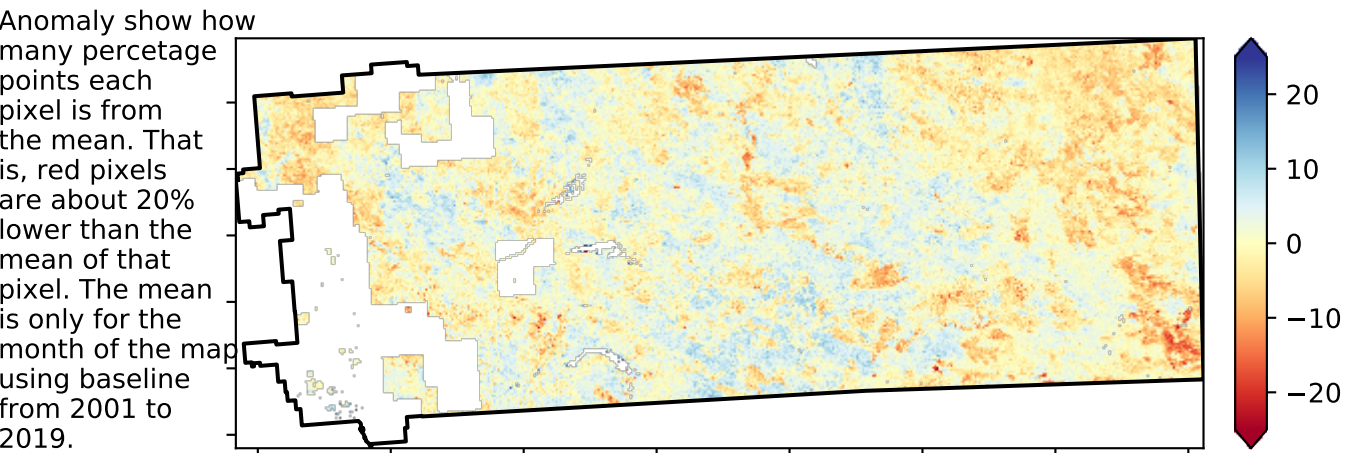 Anomaly show how
many percetage
points each
pixel is from
the mean. That
is, red pixels
are about 20%
lower than the
mean of that
pixel. The mean
is only for the
month of the map
using baseline
from 2001 to
2019.
20
10
0
−10
−20